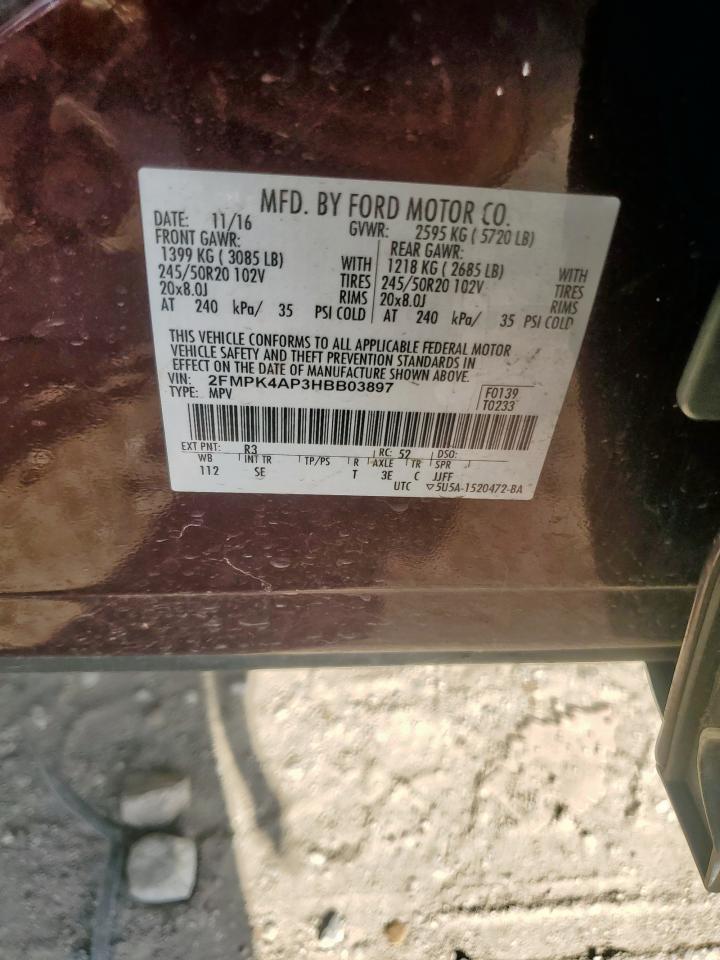 MFD. BY FORD MOTOR CO.
DATE: 11/16 GVWR: 2595 KG ( 5720 LB)
FRONT GAWR: REAR GAWR:
1399 KG ( 3085 LB) WITH 1218 KG ( 2685 LB) WITH
245/50R20 102V TIRES 245/50R20 102V TIRES
20x8.0J RIMS 20x8.0J RIMS
AT 240 kPa/ 35 PSI COLD AT 240 kPa/ 35 PSI COLD
THIS VEHICLE CONFORMS TO ALL APPLICABLE FEDERAL MOTOR
VEHICLE SAFETY AND THEFT PREVENTION STANDARDS IN
EFFECT ON THE DATE OF MANUFACTURE SHOWN ABOVE.
VIN: 2FMPK4AP3HBB03897
TYPE: MPV
F0139
T0233
EXT PNT: R3 RC: 52 DSO:
WB INT TR TP/PS R AXLE TR SPR
112 SE T 3E C JJFF
UTC ▽5U5A-1520472-BA